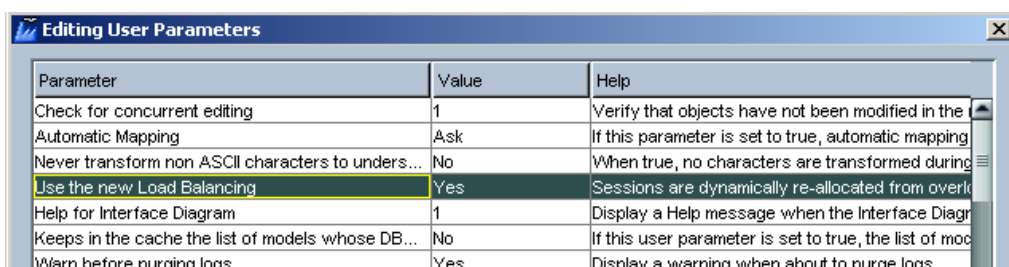 Editing User Parameters
Parameter Value Help
Check for concurrent editing 1 Verify that objects have not been modified in the
Automatic Mapping Ask If this parameter is set to true, automatic mapping
Never transform non ASCII characters to unders... No When true, no characters are transformed during
Use the new Load Balancing Yes Sessions are dynamically re-allocated from
Help for Interface Diagram 1 Display a Help message when the Interface
Keeps in the cache the list of models whose DB... No If this user parameter is set to true, the list of
Warn before purging logs Yes Display a warning when about to purge logs